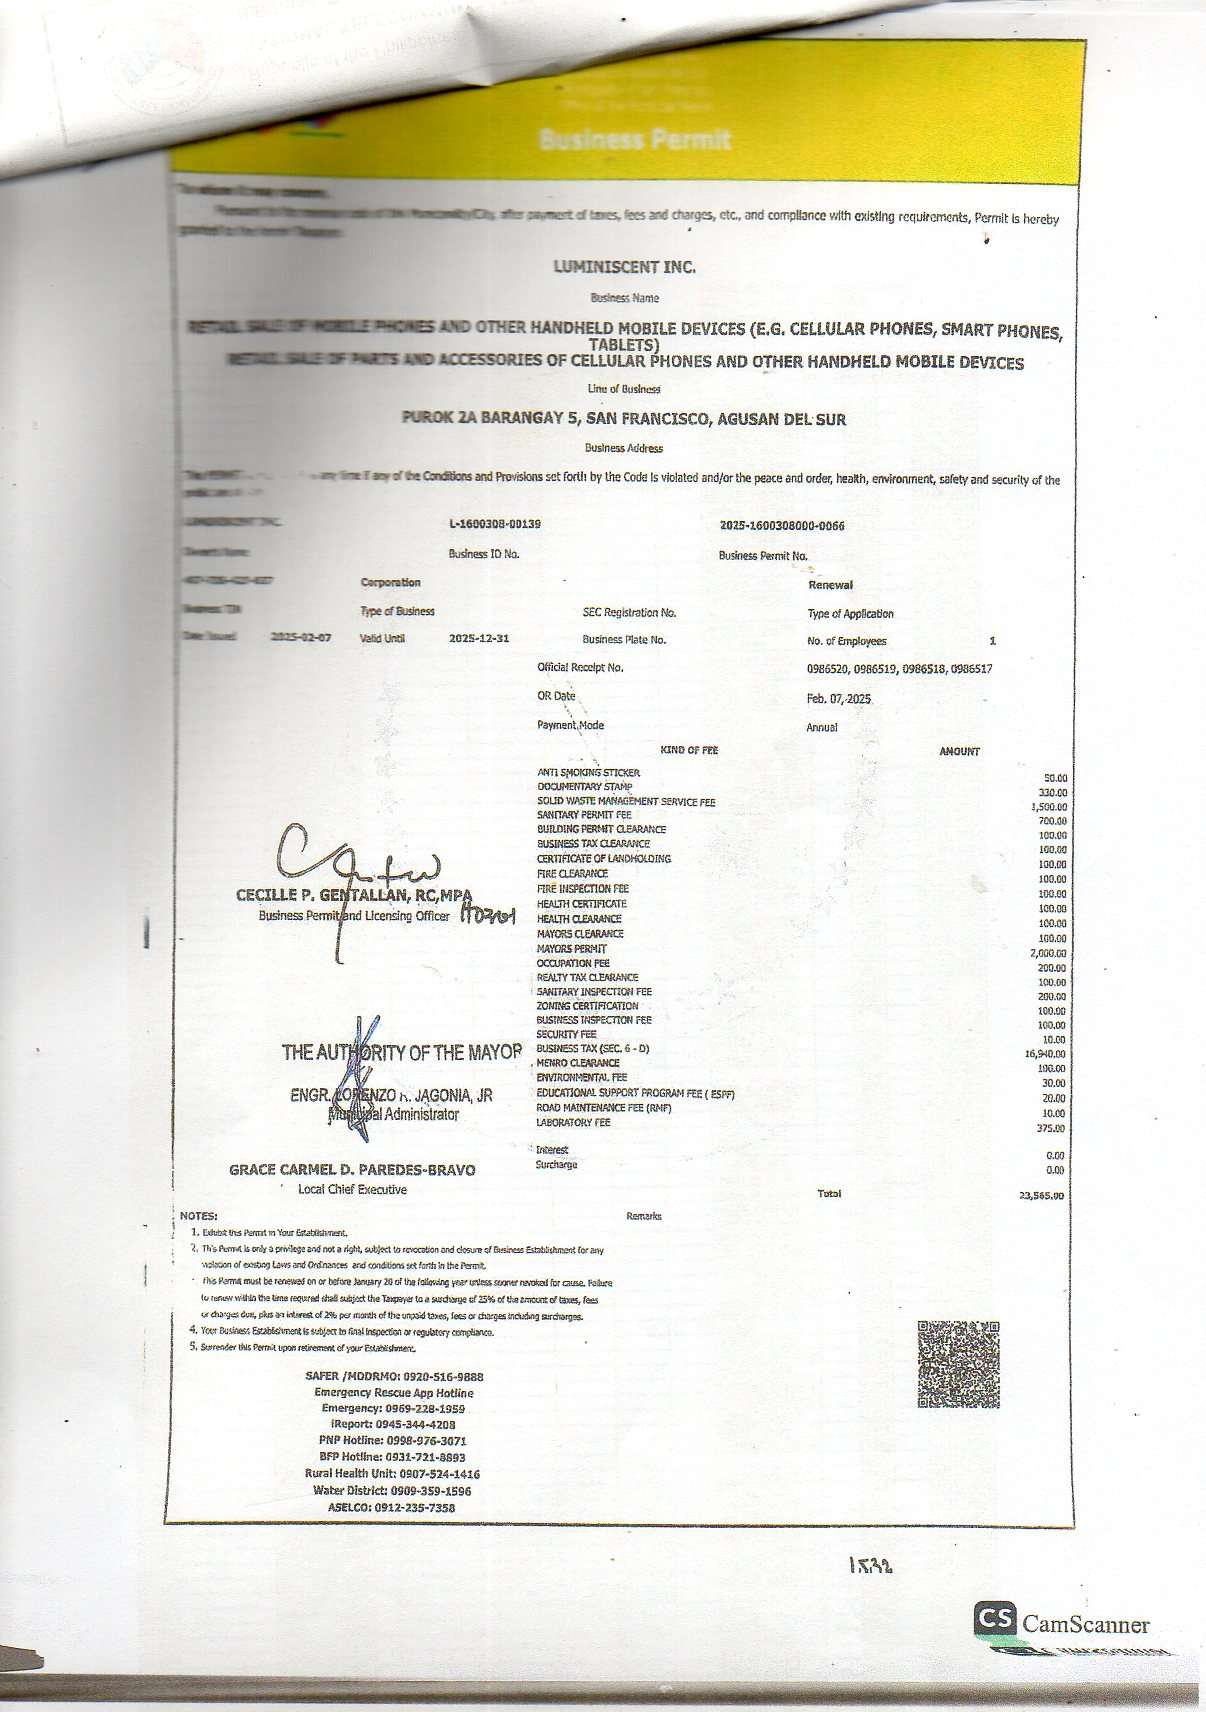 Business Permit
after payment of taxes, fees and charges, etc., and compliance with existing requirements, Permit is hereby
LUMINISCENT INC.
Business Name
RETAIL SALE OF MOBILE PHONES AND OTHER HANDHELD MOBILE DEVICES (E.G. CELLULAR PHONES, SMART PHONES,
TABLETS)
RETAIL SALE OF PARTS AND ACCESSORIES OF CELLULAR PHONES AND OTHER HANDHELD MOBILE DEVICES
Line of Business
PUROK 2A BARANGAY 5, SAN FRANCISCO, AGUSAN DEL SUR
Business Address
any time if any of the Conditions and Provisions set forth by the Code is violated and/or the peace and order, health, environment, safety and security of the
LUMINISCENT INC. L-1600308-00139 2025-1600308000-0066
Business ID No. Business Permit No.
Corporation Renewal
Business TIN Type of Business SEC Registration No. Type of Application
Date Issued 2025-02-07 Valid Until 2025-12-31 Business Plate No. No. of Employees 1
Official Receipt No. 0986520, 0986519, 0986518, 0986517
OR Date Feb. 07, 2025
Payment Mode Annual
KIND OF FEE AMOUNT
ANTI SMOKING STICKER 50.00
DOCUMENTARY STAMP 330.00
SOLID WASTE MANAGEMENT SERVICE FEE 1,500.00
SANITARY PERMIT FEE 700.00
BUILDING PERMIT CLEARANCE 100.00
BUSINESS TAX CLEARANCE 100.00
CERTIFICATE OF LANDHOLDING 100.00
FIRE CLEARANCE 100.00
FIRE INSPECTION FEE 100.00
HEALTH CERTIFICATE 100.00
HEALTH CLEARANCE 100.00
MAYORS CLEARANCE 100.00
MAYORS PERMIT 2,000.00
OCCUPATION FEE 200.00
REALTY TAX CLEARANCE 100.00
SANITARY INSPECTION FEE 200.00
ZONING CERTIFICATION 100.00
BUSINESS INSPECTION FEE 100.00
SECURITY FEE 10.00
BUSINESS TAX (SEC. 6 - D) 16,940.00
MENRO CLEARANCE 100.00
ENVIRONMENTAL FEE 30.00
EDUCATIONAL SUPPORT PROGRAM FEE ( ESPF) 20.00
ROAD MAINTENANCE FEE (RMF) 10.00
LABORATORY FEE 375.00
Interest 0.00
Surcharge 0.00
Total 23,565.00
Remarks
CECILLE P. GENTALLAN, RC,MPA
Business Permit and Licensing Officer
THE AUTHORITY OF THE MAYOR
ENGR. LORENZO R. JAGONIA, JR
Municipal Administrator
GRACE CARMEL D. PAREDES-BRAVO
Local Chief Executive
NOTES:
1. Exhibit this Permit in Your Establishment.
2. This Permit is only a privilege and not a right, subject to revocation and closure of Business Establishment for any
violation of existing Laws and Ordinances and conditions set forth in the Permit.
This Permit must be renewed on or before January 20 of the following year unless sooner revoked for cause. Failure
to renew within the time required shall subject the Taxpayer to a surcharge of 25% of the amount of taxes, fees
or charges due, plus an interest of 2% per month of the unpaid taxes, fees or charges including surcharges.
4. Your Business Establishment is subject to final inspection or regulatory compliance.
5. Surrender this Permit upon retirement of your Establishment.
SAFER /MDDRMO: 0920-516-9888
Emergency Rescue App Hotline
Emergency: 0969-228-1959
iReport: 0945-344-4208
PNP Hotline: 0998-976-3071
BFP Hotline: 0931-721-8893
Rural Health Unit: 0907-524-1416
Water District: 0909-359-1596
ASELCO: 0912-235-7358
CS CamScanner